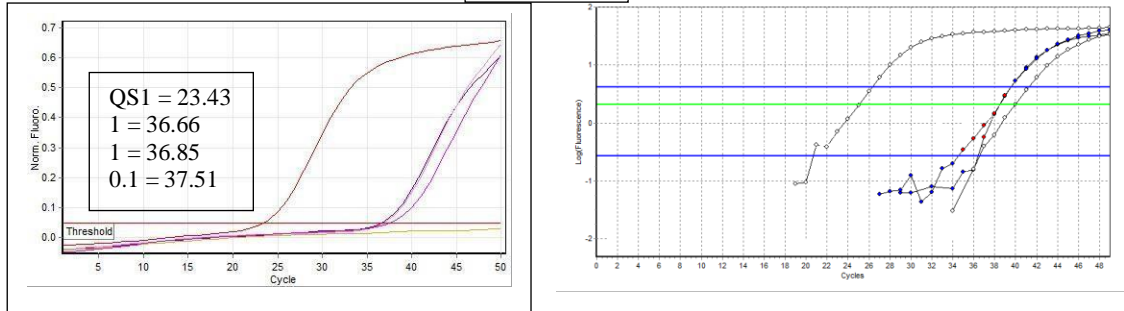 0.7
0.6
0.5
0.4
0.3
0.2
0.1
0.0
Norm. Fluoro.
QS1 = 23.43
1 = 36.66
1 = 36.85
0.1 = 37.51
Threshold
5 10 15 20 25 30 35 40 45 50
Cycle
2
1
0
-1
-2
Log(Fluorescence)
0 2 4 6 8 10 12 14 16 18 20 22 24 26 28 30 32 34 36 38 40 42 44 46 48
Cycles